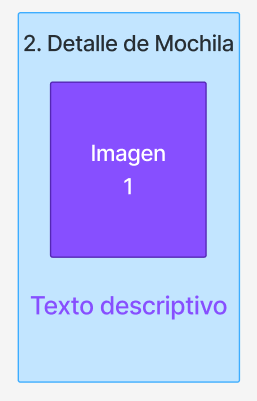 2. Detalle de Mochila
Imagen
1
Texto descriptivo